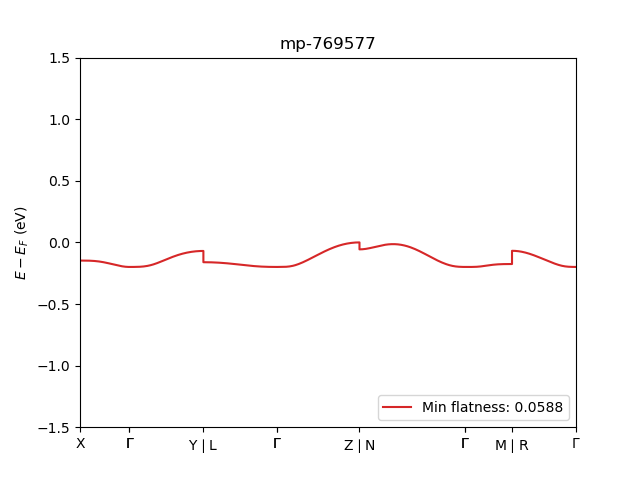 mp-769577
E − E_F (eV)
1.5
1.0
0.5
0.0
−0.5
−1.0
−1.5
Min flatness: 0.0588
X Γ Y | L Γ Z | N Γ M | R Γ